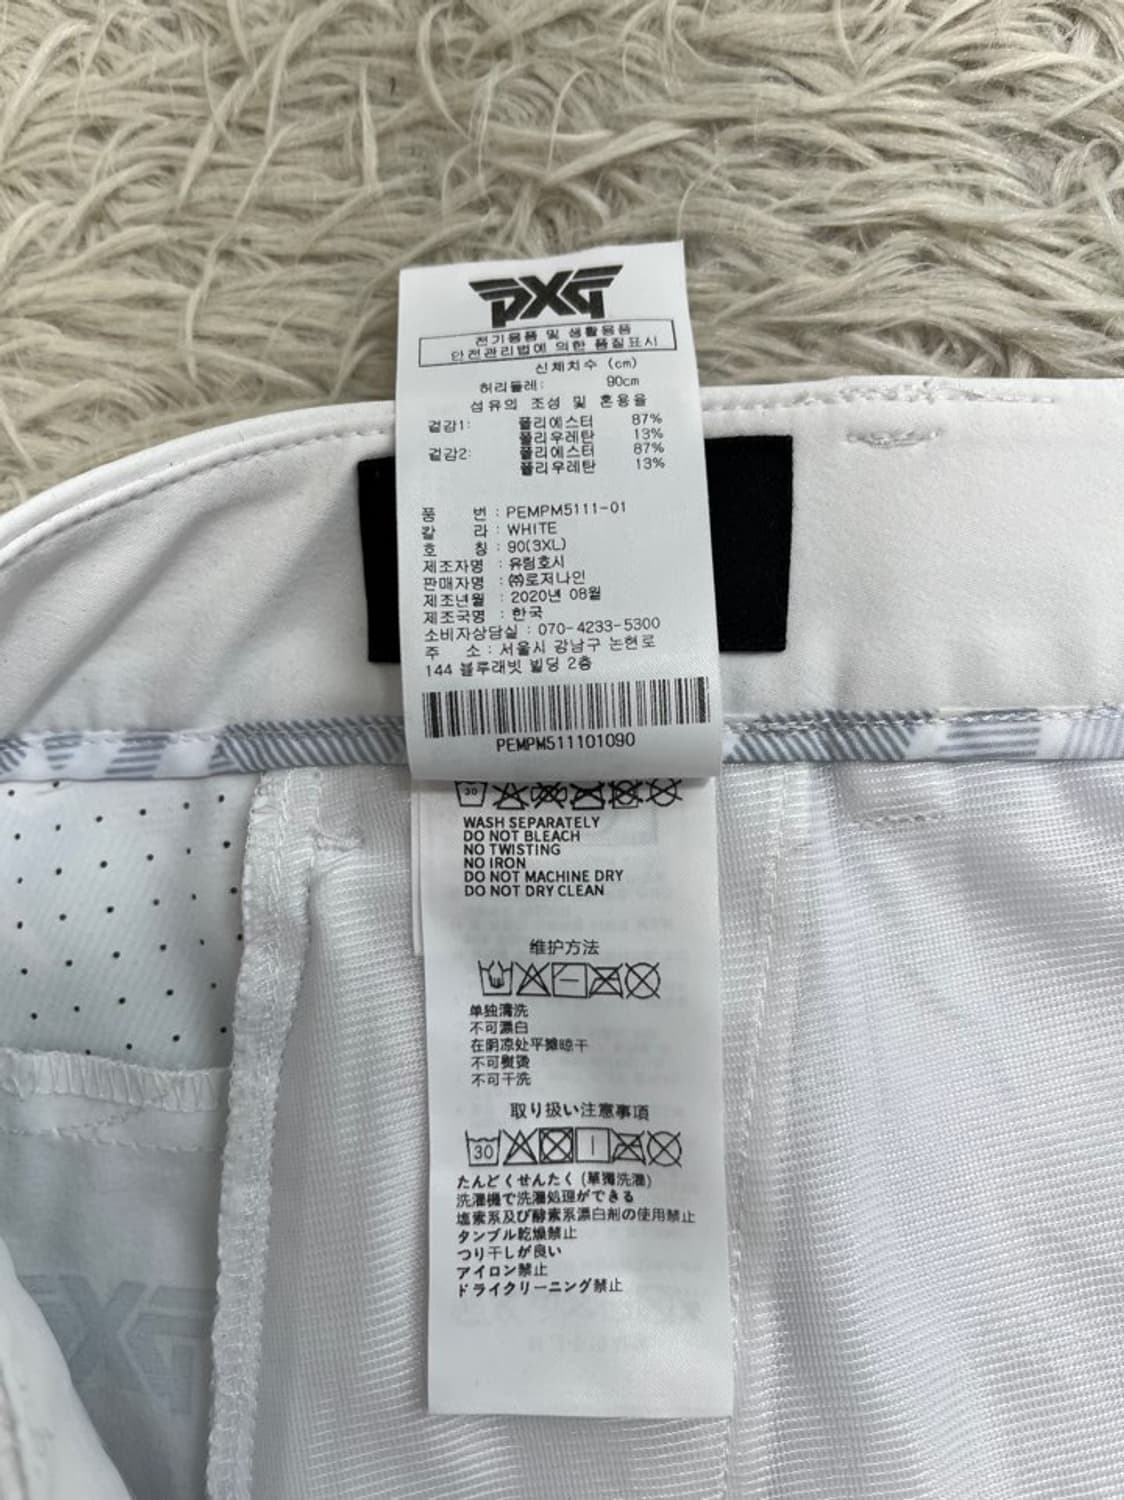 PXG
전기용품 및 생활용품
안전관리법에 의한 품질표시
신체치수 (cm)
허리둘레: 90cm
섬유의 조성 및 혼용율
겉감1: 폴리에스터 87%
폴리우레탄 13%
겉감2: 폴리에스터 87%
폴리우레탄 13%
품 번 : PEMPM5111-01
칼 라 : WHITE
호 칭 : 90(3XL)
제조자명 : 유림호시
판매자명 : ㈜로저나인
제조년월 : 2020년 08월
제조국명 : 한국
소비자상담실 : 070-4233-5300
주 소 : 서울시 강남구 논현로
144 블루래빗 빌딩 2층
PEMPM511101090
30
WASH SEPARATELY
DO NOT BLEACH
NO TWISTING
NO IRON
DO NOT MACHINE DRY
DO NOT DRY CLEAN
维护方法
单独清洗
不可漂白
在阴凉处平摊晾干
不可熨烫
不可干洗
取り扱い注意事項
30
たんどくせんたく (單獨洗濯)
洗濯機で洗濯処理ができる
塩素系及び酵素系漂白剤の使用禁止
タンブル乾燥禁止
つり干しが良い
アイロン禁止
ドライクリーニング禁止
PXG